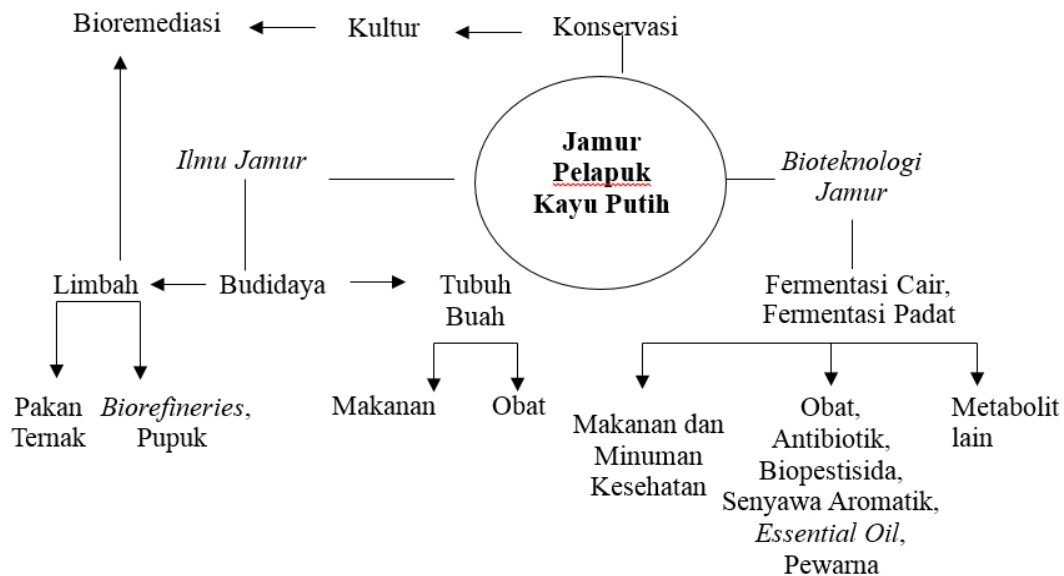 Bioremediasi
Kultur
Konservasi
Jamur
Pelapuk
Kayu Putih
Ilmu Jamur
Bioteknologi
Jamur
Limbah
Budidaya
Tubuh
Buah
Fermentasi Cair,
Fermentasi Padat
Pakan
Ternak
Biorefineries,
Pupuk
Makanan
Obat
Makanan dan
Minuman
Kesehatan
Obat,
Antibiotik,
Biopestisida,
Senyawa Aromatik,
Essential Oil,
Pewarna
Metabolit
lain